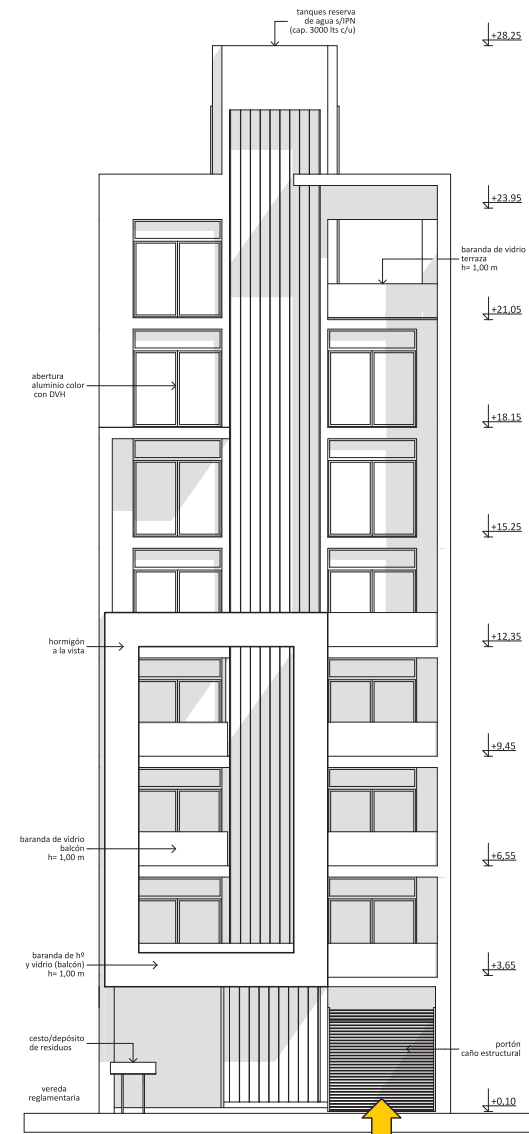 tanques reserva
de agua s/IPN
(cap. 3000 lts c/u)
+28,25
+23.95
baranda de vidrio
terraza
h= 1,00 m
+21,05
abertura
aluminio color
con DVH
+18.15
+15.25
hormigón
a la vista
+12,35
+9,45
baranda de vidrio
balcón
h= 1,00 m
+6,55
baranda de hº
y vidrio (balcón)
h= 1,00 m
+3,65
cesto/depósito
de residuos
portón
caño estructural
vereda
reglamentaria
+0,10